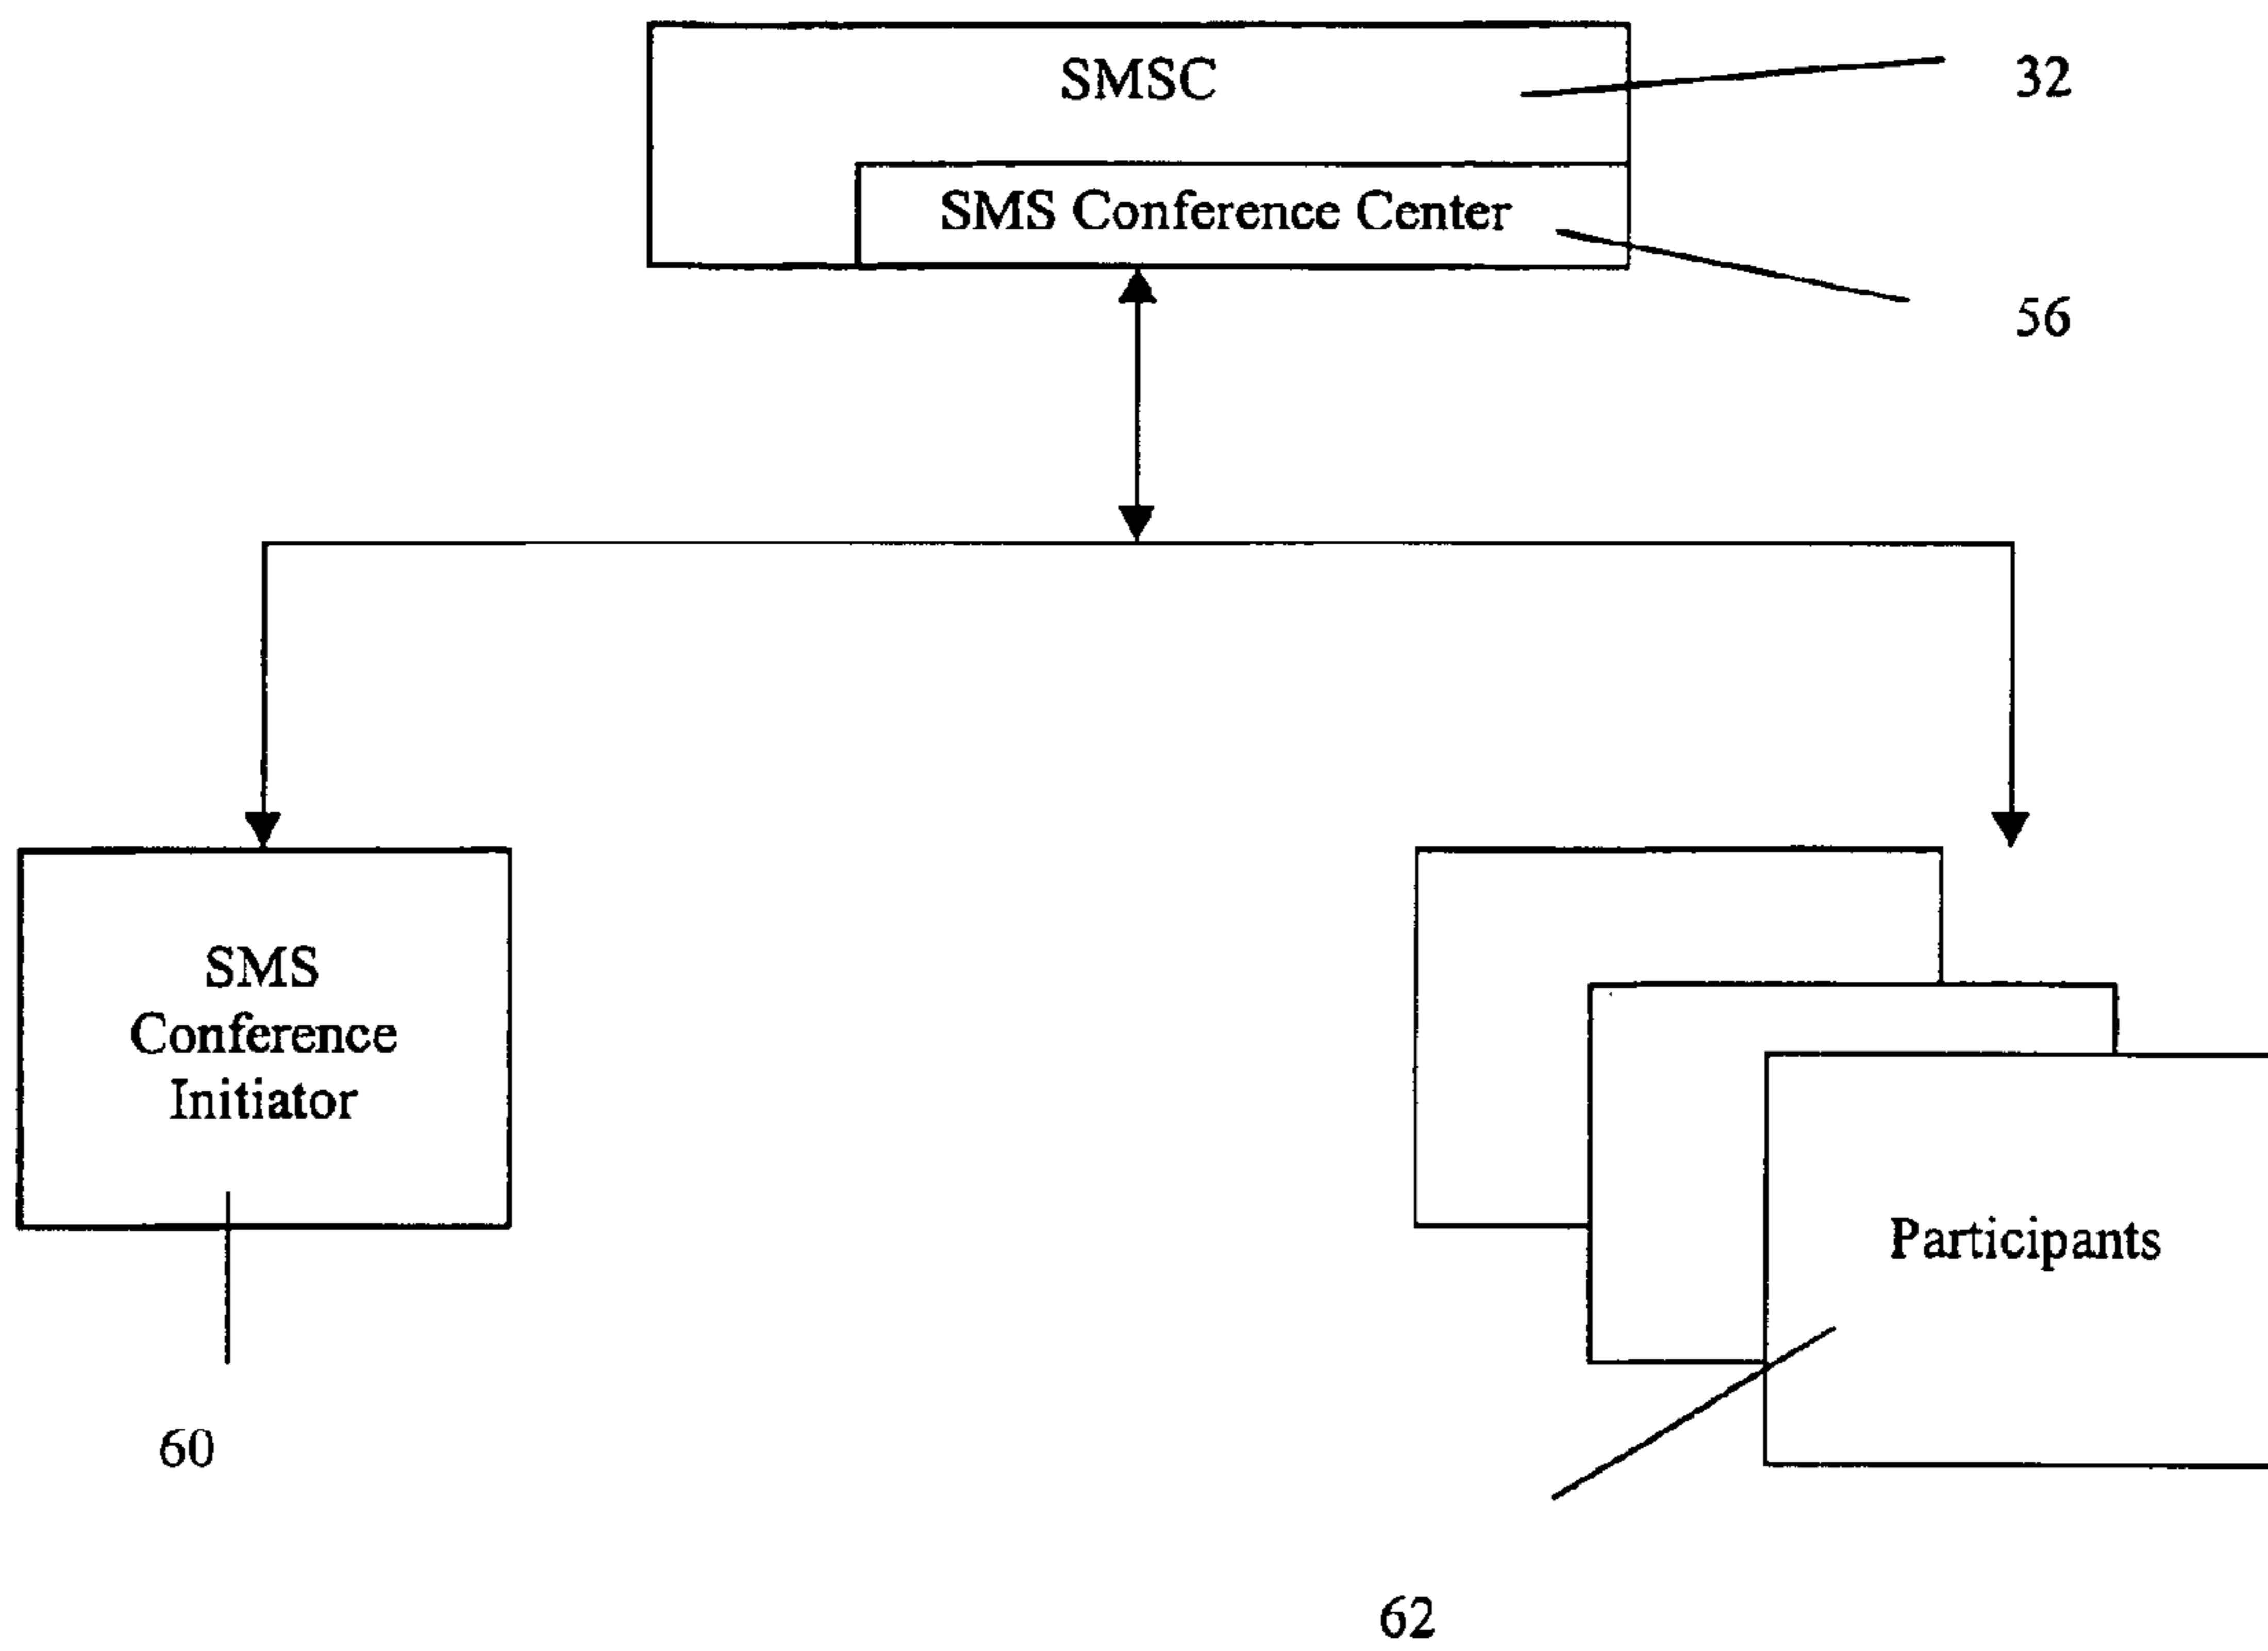 SMSC
32
SMS Conference Center
56
SMS
Conference
Initiator
Participants
60
62